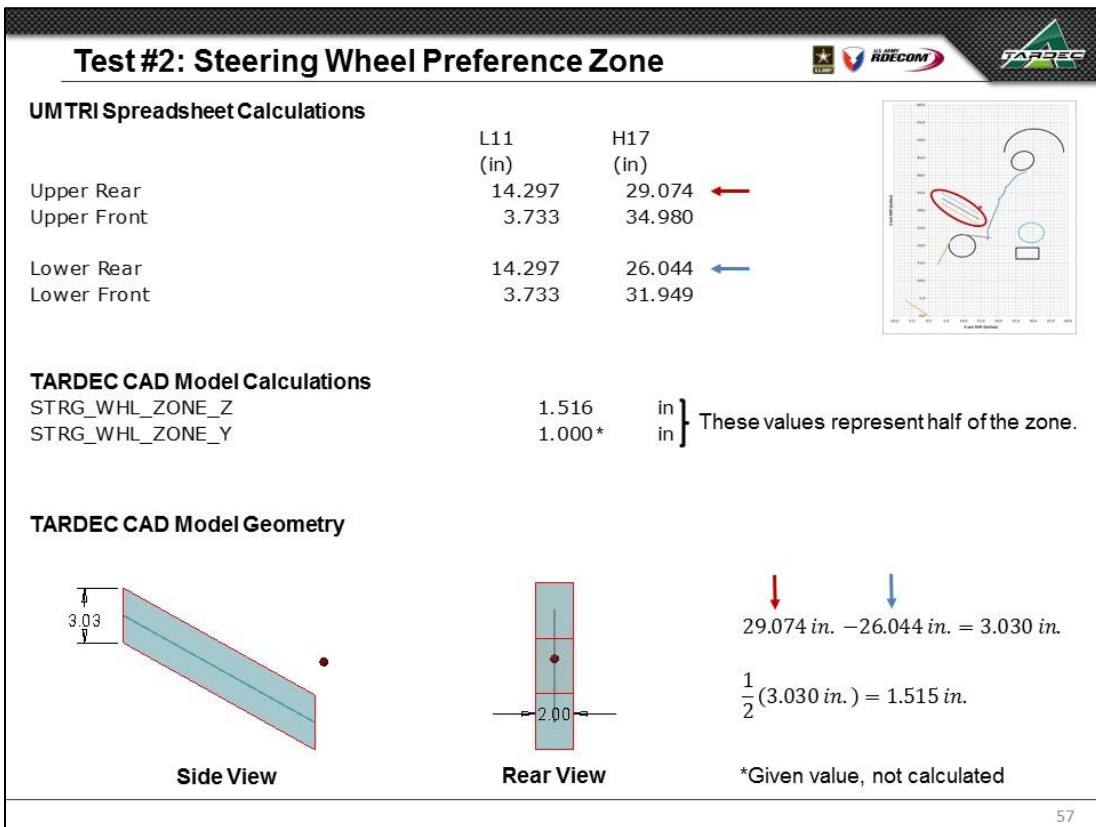 Test #2: Steering Wheel Preference Zone
U.S. ARMY
RDECOM
TARDEC
UMTRI Spreadsheet Calculations
L11 H17
(in) (in)
Upper Rear 14.297 29.074
Upper Front 3.733 34.980
Lower Rear 14.297 26.044
Lower Front 3.733 31.949
TARDEC CAD Model Calculations
STRG_WHL_ZONE_Z 1.516 in
STRG_WHL_ZONE_Y 1.000* in
These values represent half of the zone.
TARDEC CAD Model Geometry
3.03
2.00
29.074 in. −26.044 in. = 3.030 in.
1/2 (3.030 in.) = 1.515 in.
Side View Rear View *Given value, not calculated
57